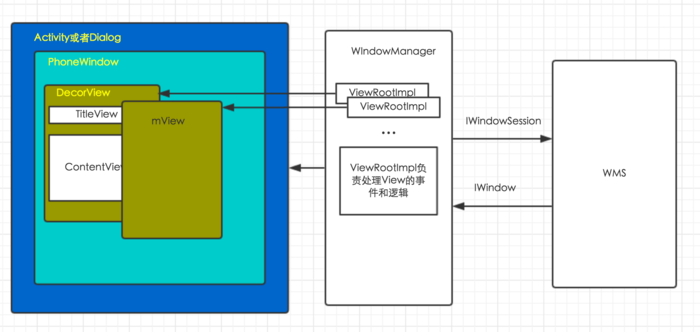 Activity或者Dialog
PhoneWindow
DecorView
TitleView
ContentView
mView
WIndowManager
ViewRootImpl
ViewRootImpl
...
ViewRootImpl负
责处理View的事
件和逻辑
IWindowSession
IWindow
WMS